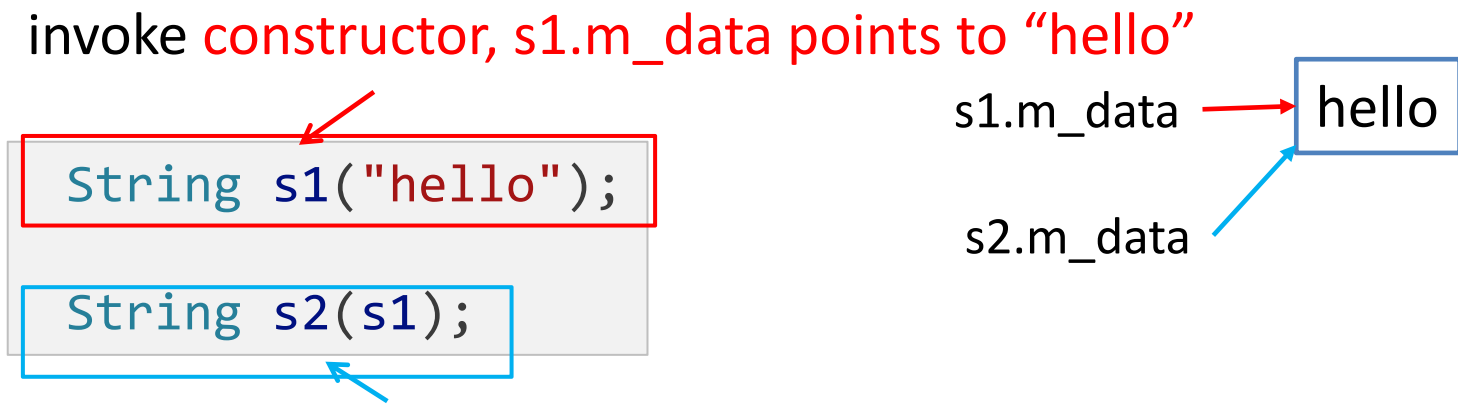 invoke constructor, s1.m_data points to “hello”
s1.m_data
hello
String s1("hello");
s2.m_data
String s2(s1);